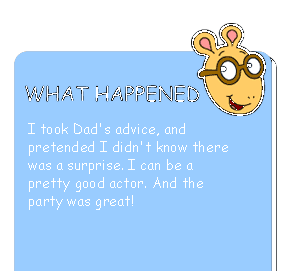 WHAT HAPPENED
I took Dad's advice, and
pretended I didn't know there
was a surprise. I can be a
pretty good actor. And the
party was great!